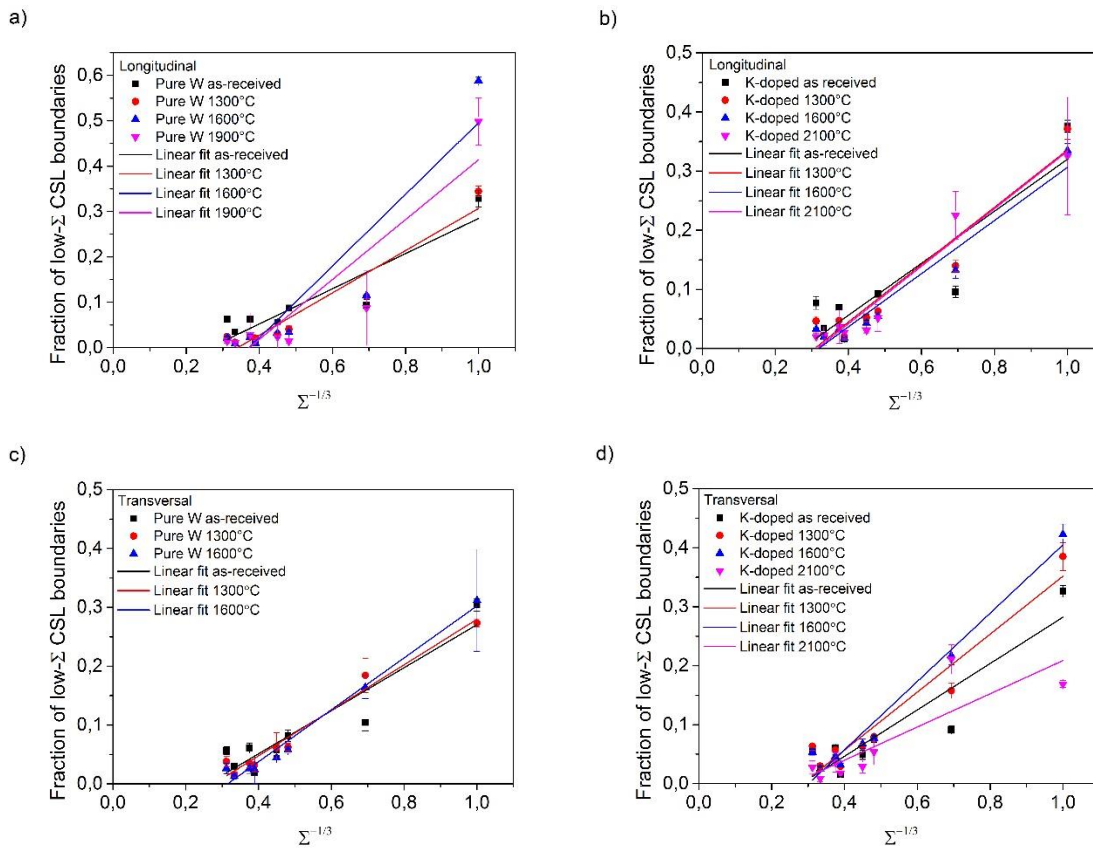 a)
0,6
0,5
0,4
0,3
0,2
0,1
0,0
Fraction of low-Σ CSL boundaries
Longitudinal
Pure W as-received
Pure W 1300°C
Pure W 1600°C
Pure W 1900°C
Linear fit as-received
Linear fit 1300°C
Linear fit 1600°C
Linear fit 1900°C
0,0 0,2 0,4 0,6 0,8 1,0
Σ^-1/3
b)
0,5
0,4
0,3
0,2
0,1
0,0
Fraction of low-Σ CSL boundaries
Longitudinal
K-doped as received
K-doped 1300°C
K-doped 1600°C
K-doped 2100°C
Linear fit as-received
Linear fit 1300°C
Linear fit 1600°C
Linear fit 2100°C
0,0 0,2 0,4 0,6 0,8 1,0
Σ^-1/3
c)
0,5
0,4
0,3
0,2
0,1
0,0
Fraction of low-Σ CSL boundaries
Transversal
Pure W as-received
Pure W 1300°C
Pure W 1600°C
Linear fit as-received
Linear fit 1300°C
Linear fit 1600°C
0,0 0,2 0,4 0,6 0,8 1,0
Σ^-1/3
d)
0,5
0,4
0,3
0,2
0,1
0,0
Fraction of low-Σ CSL boundaries
Transversal
K-doped as received
K-doped 1300°C
K-doped 1600°C
K-doped 2100°C
Linear fit as-received
Linear fit 1300°C
Linear fit 1600°C
Linear fit 2100°C
0,0 0,2 0,4 0,6 0,8 1,0
Σ^-1/3